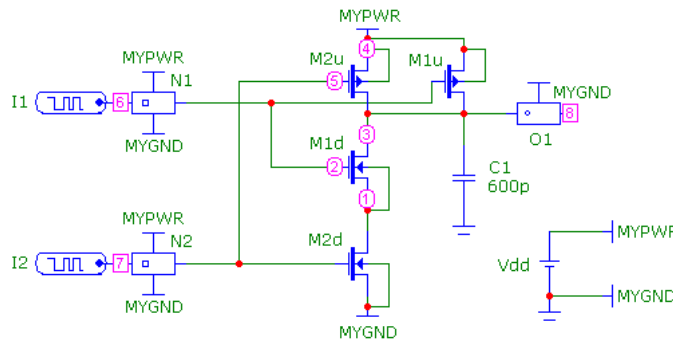 MYPWR
4
M2u
M1u
MYPWR
N1
5
I1
6
MYGND
8
MYGND
O1
3
M1d
2
C1
600p
1
MYPWR
N2
M2d
MYPWR
I2
7
Vdd
MYGND
MYGND
MYGND